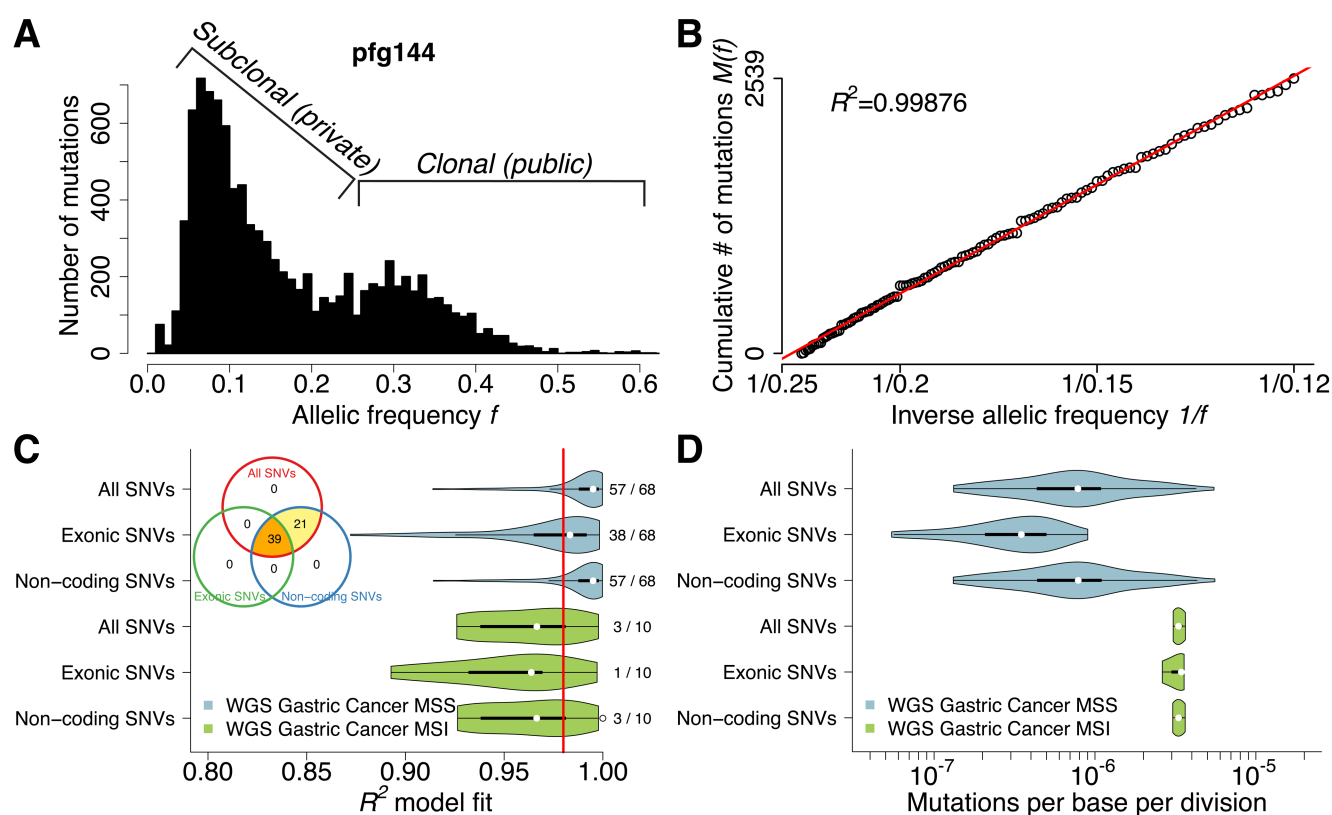 A
pfg144
Subclonal (private)
Clonal (public)
Number of mutations
0
200
400
600
0.0 0.1 0.2 0.3 0.4 0.5 0.6
Allelic frequency f
B
R²=0.99876
Cumulative # of mutations M(f)
0
2539
1/0.25 1/0.2 1/0.15 1/0.12
Inverse allelic frequency 1/f
C
All SNVs
0
0
21
39
0
0
0
Exonic SNVs
Non−coding SNVs
All SNVs 57 / 68
Exonic SNVs 38 / 68
Non−coding SNVs 57 / 68
All SNVs 3 / 10
Exonic SNVs 1 / 10
Non−coding SNVs 3 / 10
WGS Gastric Cancer MSS
WGS Gastric Cancer MSI
0.80 0.85 0.90 0.95 1.00
R² model fit
D
All SNVs
Exonic SNVs
Non−coding SNVs
All SNVs
Exonic SNVs
Non−coding SNVs
WGS Gastric Cancer MSS
WGS Gastric Cancer MSI
10⁻⁷ 10⁻⁶ 10⁻⁵
Mutations per base per division